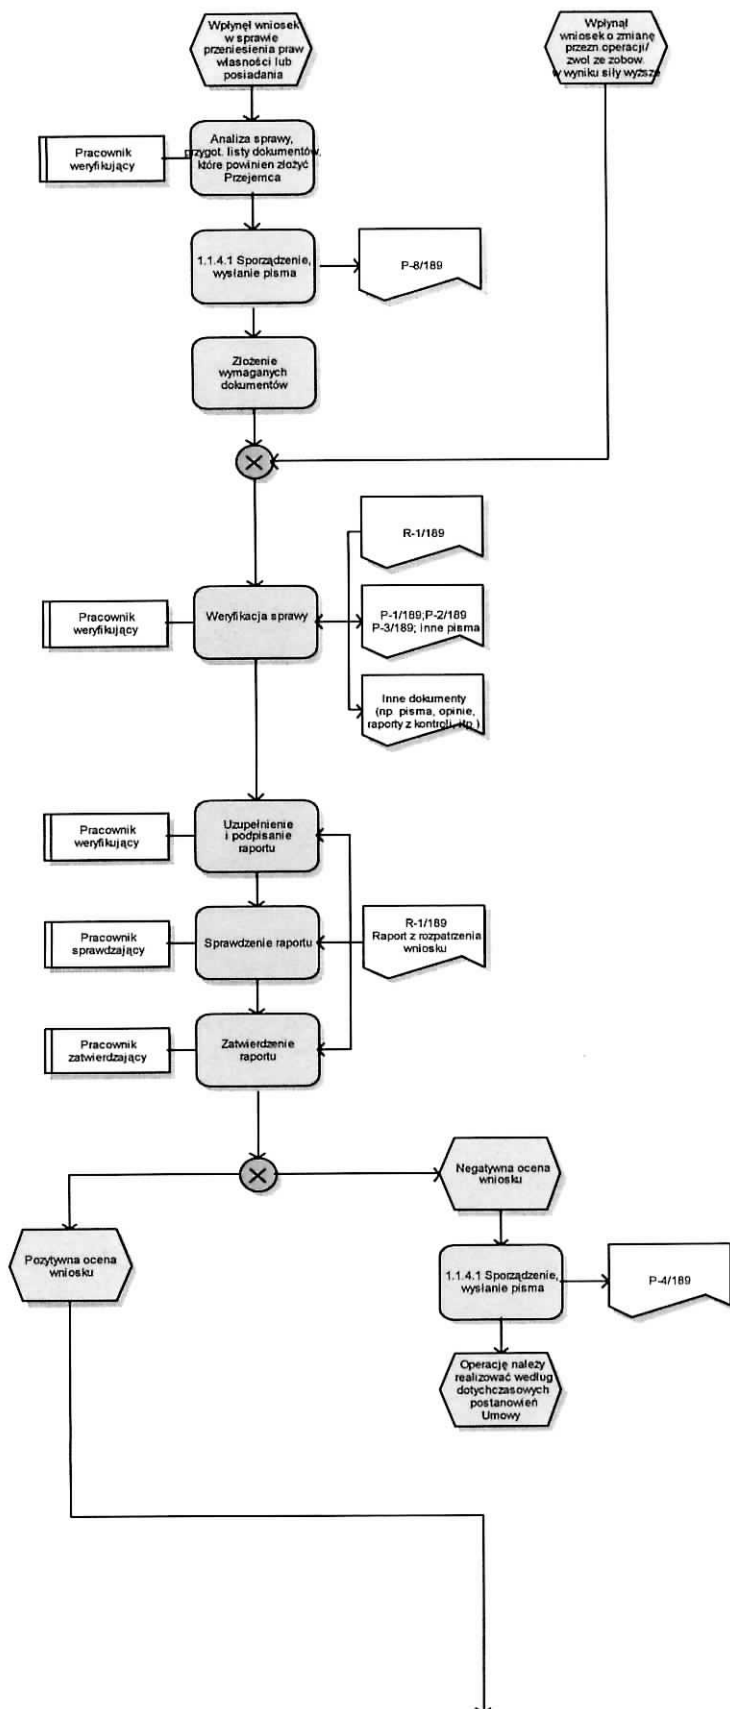 Wpłynęł wniosek
w sprawie
przeniesienia praw
własności lub
posiadania
Wpłynął
wniosek o zmianę
przezn.operacji/
zwol ze zobow.
w wyniku siły wyższe
Pracownik
weryfikujący
Analiza sprawy,
przygot. listy dokumentów,
które powinien złożyć
Przejemca
1.1.4.1 Sporządzenie,
wysłanie pisma
P-8/189
Złożenie
wymaganych
dokumentów
R-1/189
Pracownik
weryfikujący
Weryfikacja sprawy
P-1/189;P-2/189
P-3/189; inne pisma
Inne dokumenty
(np. pisma, opinie,
raporty z kontroli, itp.)
Pracownik
weryfikujący
Uzupełnienie
i podpisanie
raportu
Pracownik
sprawdzający
Sprawdzenie raportu
R-1/189
Raport z rozpatrzenia
wniosku
Pracownik
zatwierdzający
Zatwierdzenie
raportu
Negatywna ocena
wniosku
Pozytywna ocena
wniosku
1.1.4.1 Sporządzenie,
wysłanie pisma
P-4/189
Operację należy
realizować według
dotychczasowych
postanowień
Umowy